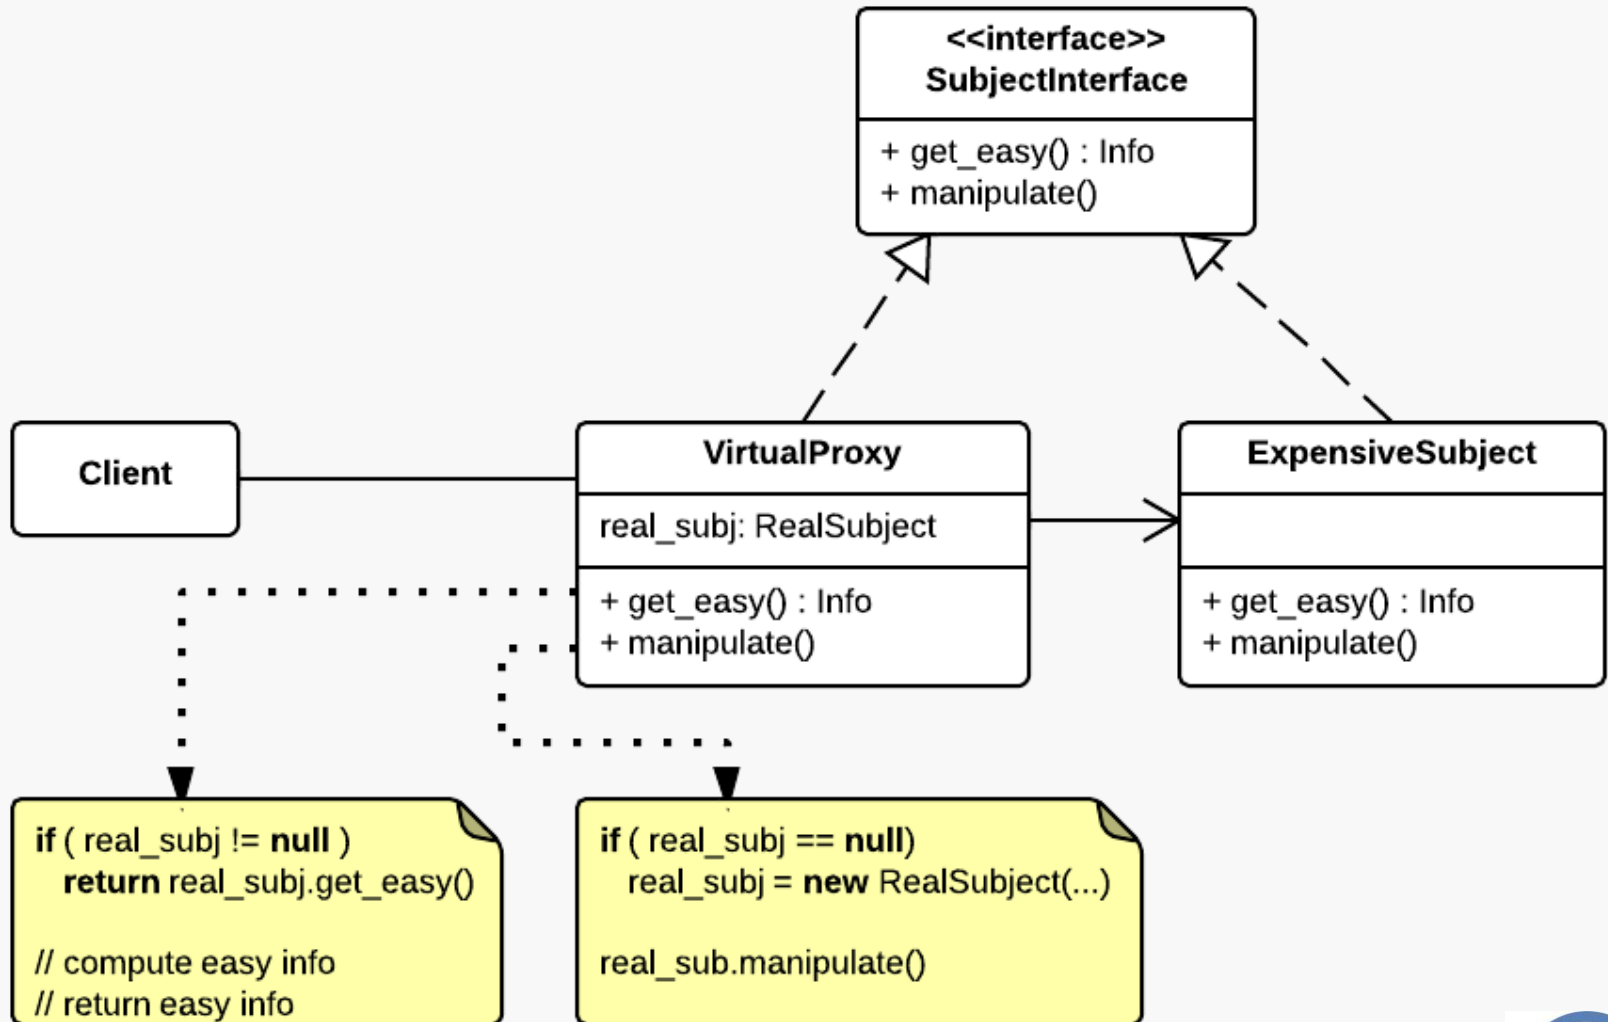 <<interface>>
SubjectInterface
+ get_easy() : Info
+ manipulate()
Client
VirtualProxy
real_subj: RealSubject
+ get_easy() : Info
+ manipulate()
ExpensiveSubject
+ get_easy() : Info
+ manipulate()
if ( real_subj != null )
return real_subj.get_easy()
// compute easy info
// return easy info
if ( real_subj == null)
real_subj = new RealSubject(...)
real_sub.manipulate()